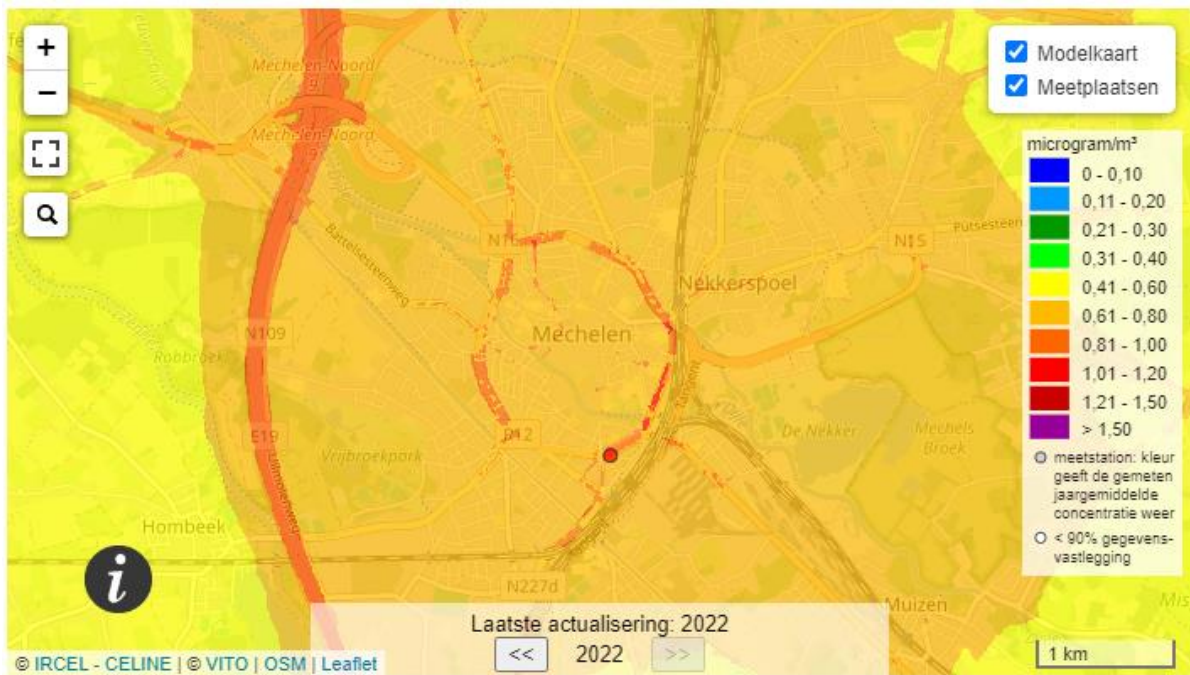 +
−
Modelkaart
Meetplaatsen
microgram/m³
0 - 0,10
0,11 - 0,20
0,21 - 0,30
0,31 - 0,40
0,41 - 0,60
0,61 - 0,80
0,81 - 1,00
1,01 - 1,20
1,21 - 1,50
> 1,50
meetstation: kleur
geeft de gemeten
jaargemiddelde
concentratie weer
< 90% gegevens-
vastlegging
Mechelen-Noord
Mechelen-Noord
Battelsesteenweg
N16
N15
Putsesteen
Nekkerspoel
Mechelen
N109
Robbroek
E19
Uilmolenweg
R12
Vrijbroekpark
De Nekker
Mechels
Broek
Hombeek
N227d
Muizen
i
Laatste actualisering: 2022
<< 2022 >>
© IRCEL - CELINE | © VITO | OSM | Leaflet
1 km